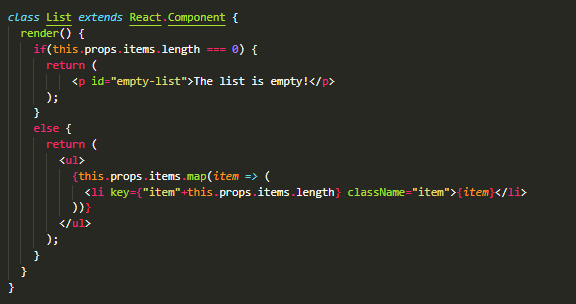 class List extends React.Component {
  render() {
    if(this.props.items.length === 0) {
      return (
          <p id="empty-list">The list is empty!</p>
      );
    }
    else {
      return (
        <ul>
          {this.props.items.map(item => (
            <li key={"item"+this.props.items.length} className="item">{item}</li>
          ))}
        </ul>
      );
    }
  }
}